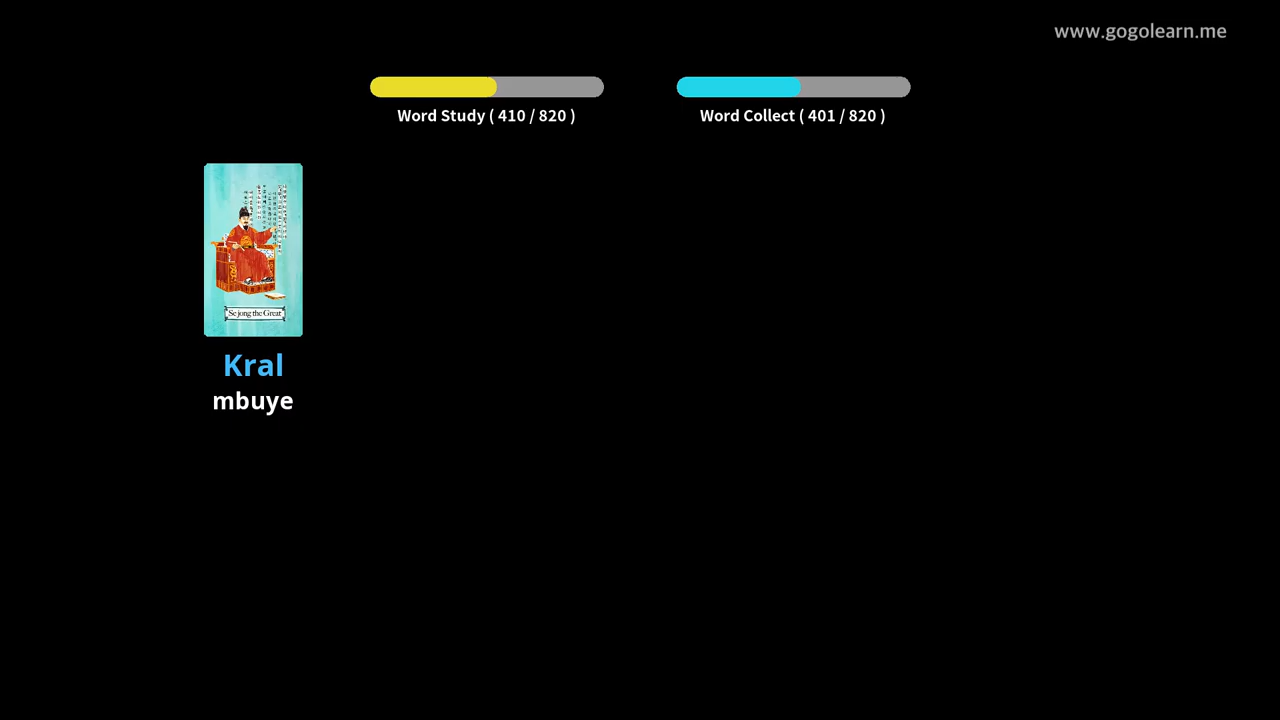 www.gogolearn.me
Word Study ( 410 / 820 )
Word Collect ( 401 / 820 )
Sejong the Great
Kral
mbuye